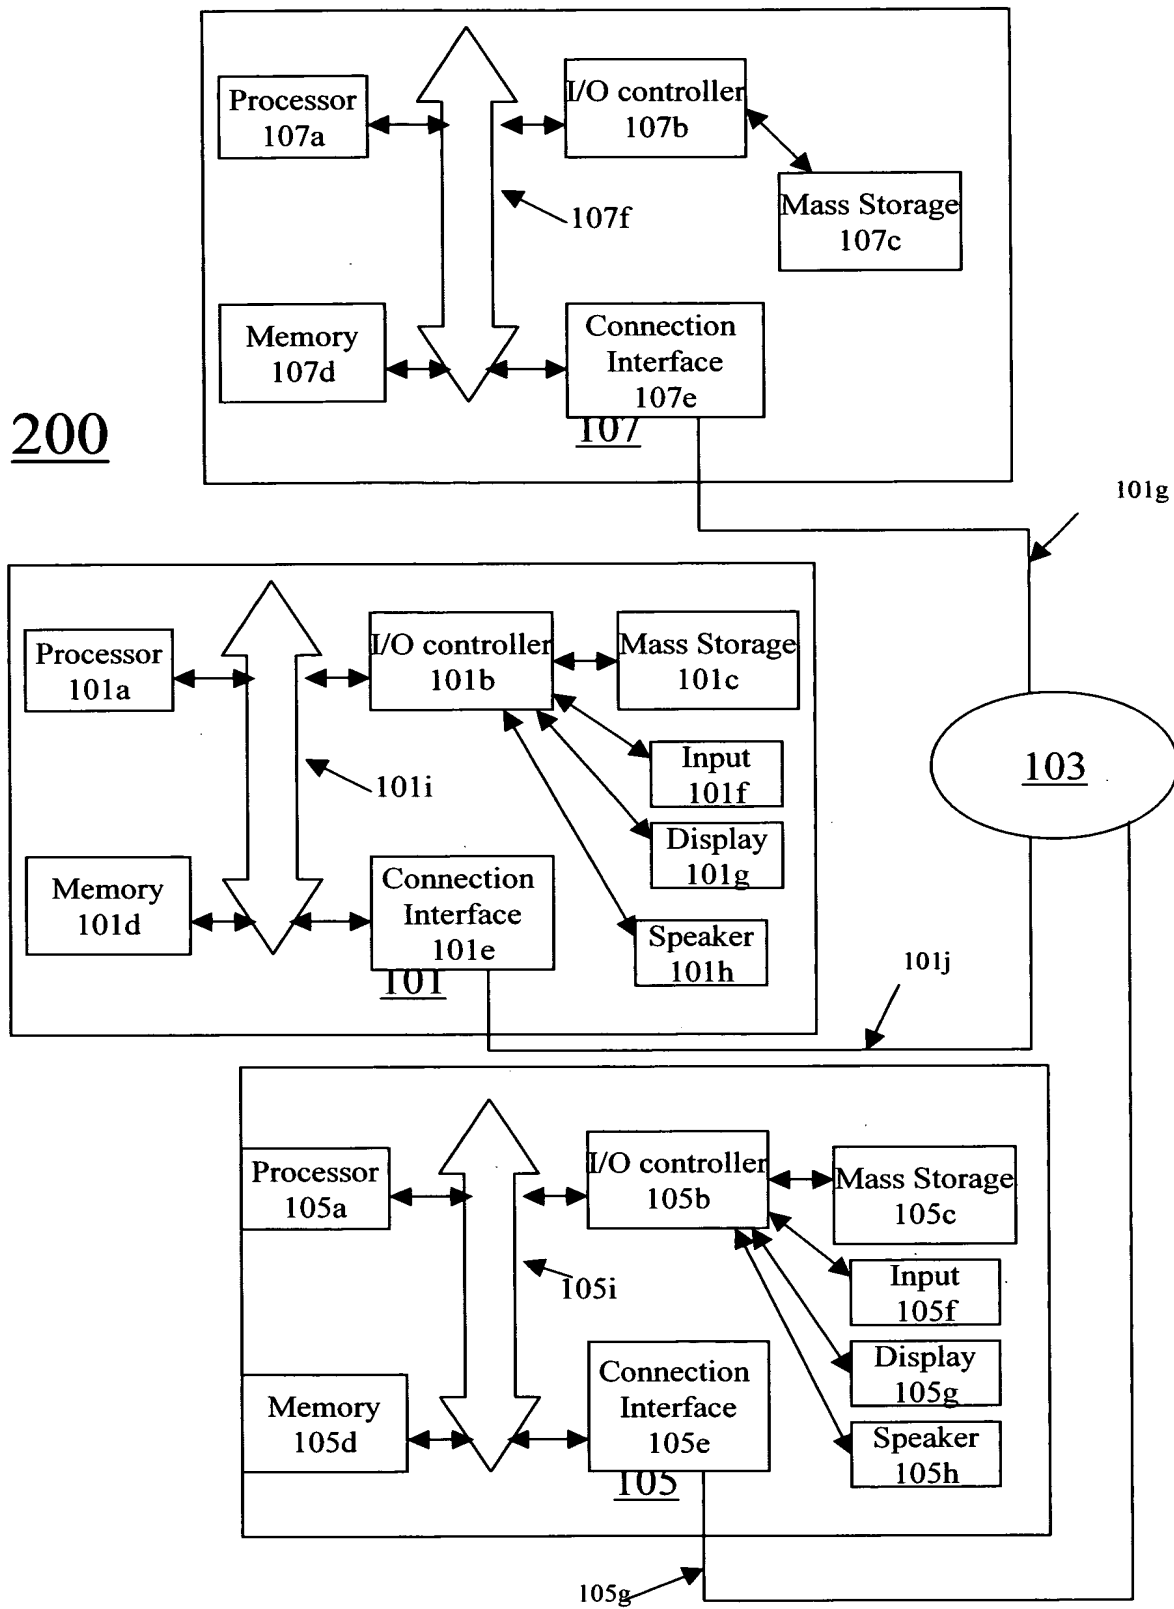 Processor
107a
I/O controller
107b
Mass Storage
107c
107f
Memory
107d
Connection
Interface
107e
107
200
101g
Processor
101a
I/O controller
101b
Mass Storage
101c
Input
101f
101i
Display
101g
Memory
101d
Connection
Interface
101e
101
Speaker
101h
103
101j
Processor
105a
I/O controller
105b
Mass Storage
105c
Input
105f
105i
Display
105g
Memory
105d
Connection
Interface
105e
105
Speaker
105h
105g